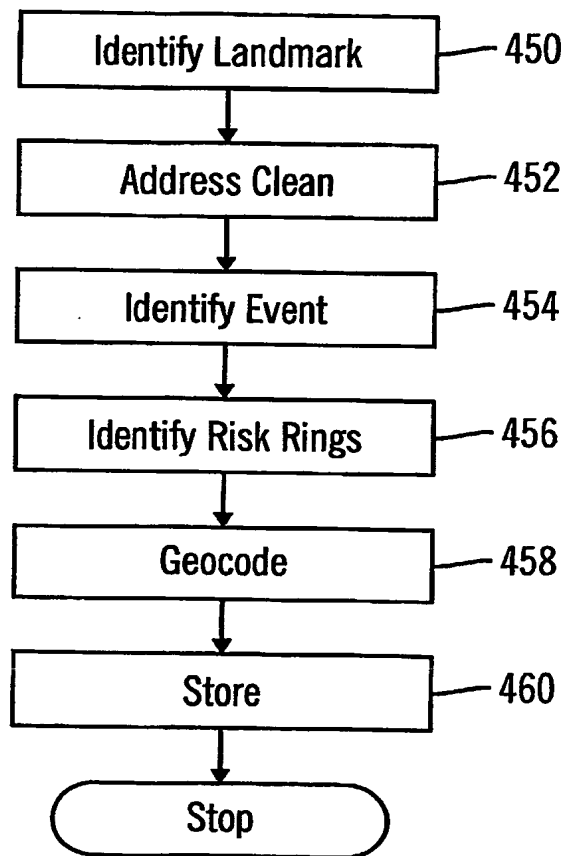 Identify Landmark 450
Address Clean 452
Identify Event 454
Identify Risk Rings 456
Geocode 458
Store 460
Stop